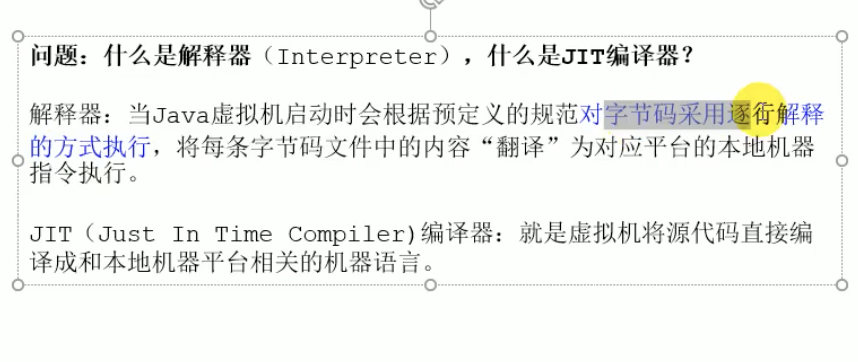 问题：什么是解释器（Interpreter），什么是JIT编译器？
解释器：当Java虚拟机启动时会根据预定义的规范对字节码采用逐行解释
的方式执行，将每条字节码文件中的内容“翻译”为对应平台的本地机器
指令执行。
JIT（Just In Time Compiler)编译器：就是虚拟机将源代码直接编
译成和本地机器平台相关的机器语言。